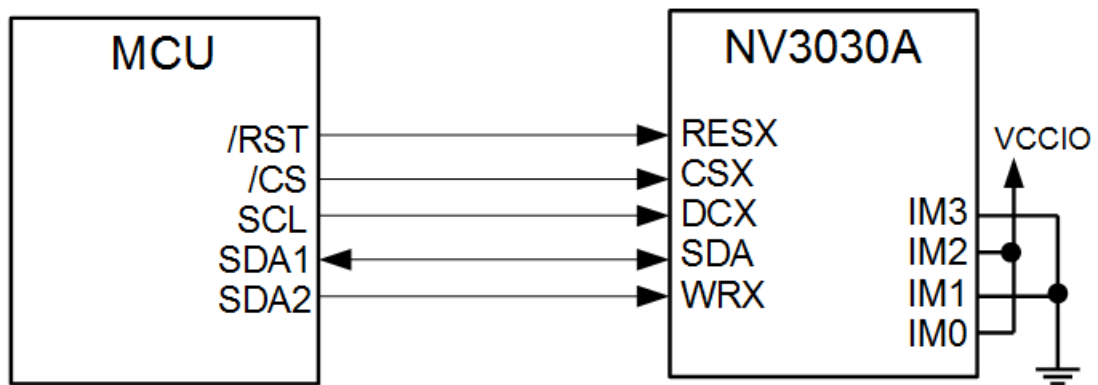 MCU
/RST
/CS
SCL
SDA1
SDA2
NV3030A
RESX
CSX
DCX
SDA
WRX
IM3
IM2
IM1
IM0
VCCIO